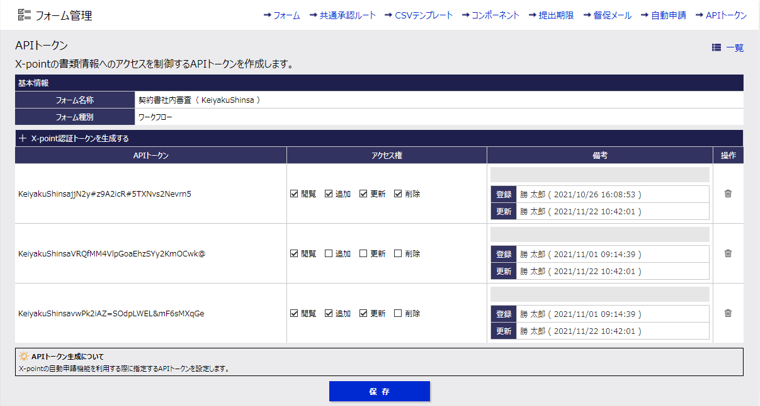 フォーム管理
→ フォーム → 共通承認ルート → CSVテンプレート → コンポーネント → 提出期限 → 督促メール → 自動申請 → APIトークン
APIトークン
一覧
X-pointの書類情報へのアクセスを制御するAPIトークンを作成します。
基本情報
フォーム名称 契約書社内審査（ KeiyakuShinsa ）
フォーム種別 ワークフロー
＋ X-point認証トークンを生成する
APIトークン アクセス権 備考 操作
KeiyakuShinsajjN2y#z9A2icR#5TXNvs2Nevrn5 閲覧 追加 更新 削除
登録 勝 太郎 ( 2021/10/26 16:08:53 )
更新 勝 太郎 ( 2021/11/22 10:42:01 )
KeiyakuShinsaVRQfMM4VlpGoaEhzSYy2KmOCwk@ 閲覧 追加 更新 削除
登録 勝 太郎 ( 2021/11/01 09:14:39 )
更新 勝 太郎 ( 2021/11/22 10:42:01 )
KeiyakuShinsavwPk2iAZ=SOdpLWEL&mF6sMXqGe 閲覧 追加 更新 削除
登録 勝 太郎 ( 2021/11/01 09:14:39 )
更新 勝 太郎 ( 2021/11/22 10:42:01 )
APIトークン生成について
X-pointの自動申請機能を利用する際に指定するAPIトークンを設定します。
保 存